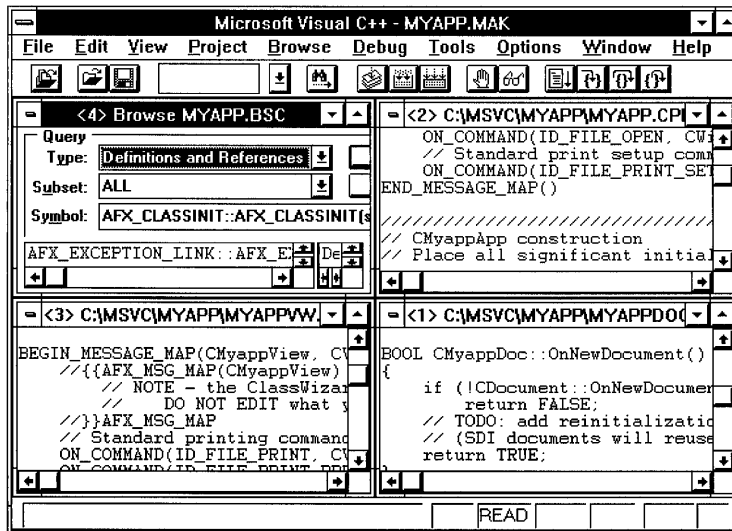 Microsoft Visual C++ - MYAPP.MAK
File Edit View Project Browse Debug Tools Options Window Help
<4> Browse MYAPP.BSC
Query
Type: Definitions and References
Subset: ALL
Symbol: AFX_CLASSINIT::AFX_CLASSINIT(s
AFX_EXCEPTION_LINK::AFX_E
De
<2> C:\MSVC\MYAPP\MYAPP.CP
ON_COMMAND(ID_FILE_OPEN, CWi
// Standard print setup comm
ON_COMMAND(ID_FILE_PRINT_SET
END_MESSAGE_MAP()
/////////////////////////////////
// CMyappApp construction
// Place all significant initial
<3> C:\MSVC\MYAPP\MYAPPVW.
BEGIN_MESSAGE_MAP(CMyappView, CV
//{{AFX_MSG_MAP(CMyappView)
// NOTE - the ClassWizar
// DO NOT EDIT what y
//}}AFX_MSG_MAP
// Standard printing command
ON_COMMAND(ID_FILE_PRINT, CV
ON_COMMAND(ID_FILE_PRINT_PRE
<1> C:\MSVC\MYAPP\MYAPPDOC
BOOL CMyappDoc::OnNewDocument()
{
if (!CDocument::OnNewDocumen
return FALSE;
// TODO: add reinitializatio
// (SDI documents will reuse
return TRUE;
}
READ